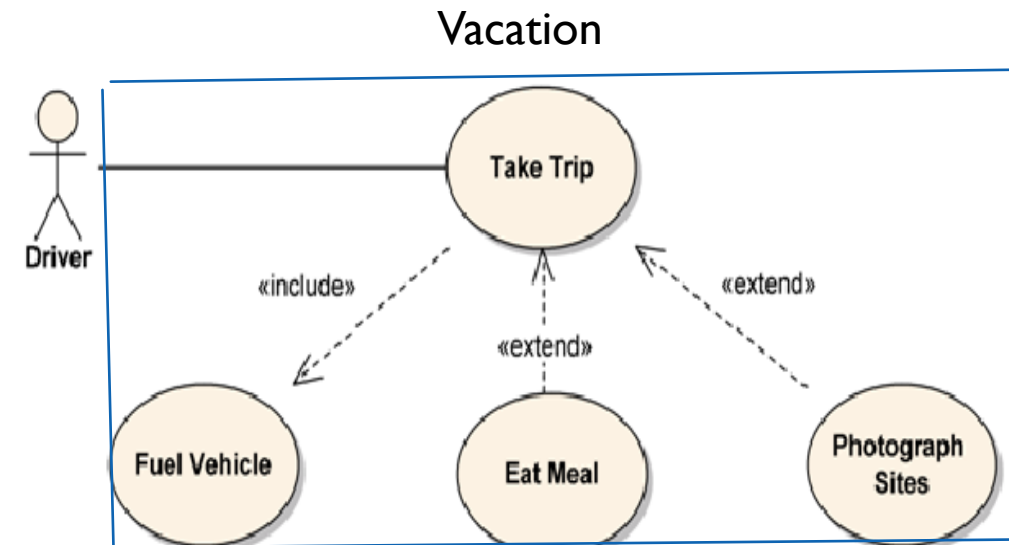 Vacation
Take Trip
Driver
«include»
«extend»
«extend»
Fuel Vehicle
Eat Meal
Photograph
Sites